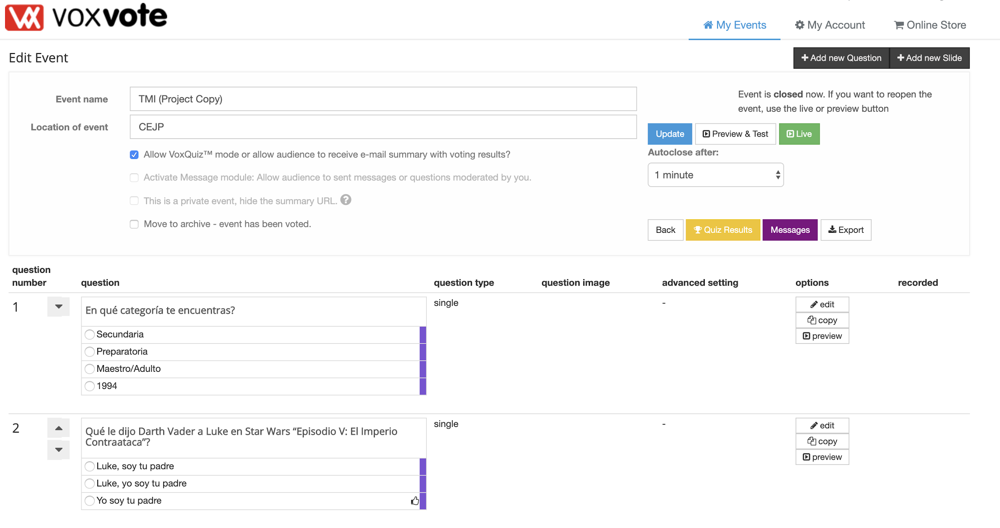 voxvote
My Events
My Account
Online Store
Edit Event
Add new Question
Add new Slide
Event name
TMI (Project Copy)
Event is closed now. If you want to reopen the
event, use the live or preview button
Location of event
CEJP
Update
Preview & Test
Live
Allow VoxQuiz™ mode or allow audience to receive e-mail summary with voting results?
Autoclose after:
1 minute
Activate Message module: Allow audience to sent messages or questions moderated by you.
This is a private event, hide the summary URL. ?
Move to archive - event has been voted.
Back
Quiz Results
Messages
Export
question
number
question
question type
question image
advanced setting
options
recorded
1
En qué categoría te encuentras?
Secundaria
Preparatoria
Maestro/Adulto
1994
single
-
edit
copy
preview
2
Qué le dijo Darth Vader a Luke en Star Wars “Episodio V: El Imperio
Contraataca”?
Luke, soy tu padre
Luke, yo soy tu padre
Yo soy tu padre
single
-
edit
copy
preview